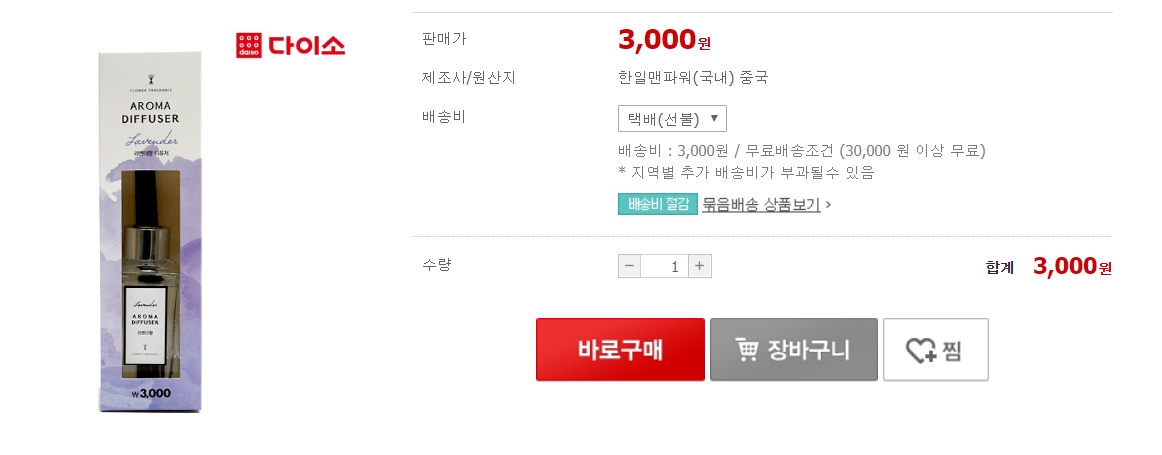 daiso 다이소
FLOWER FRAGRANCE
AROMA
DIFFUSER
Lavender
라벤더향 디퓨저
Lavender
AROMA
DIFFUSER
라벤더향
FLOWER FRAGRANCE
₩3,000
판매가 3,000원
제조사/원산지 한일맨파워(국내) 중국
배송비 택배(선불) ▼
배송비 : 3,000원 / 무료배송조건 (30,000 원 이상 무료)
* 지역별 추가 배송비가 부과될수 있음
배송비 절감 묶음배송 상품보기 >
수량 − 1 + 합계 3,000원
바로구매 장바구니 찜